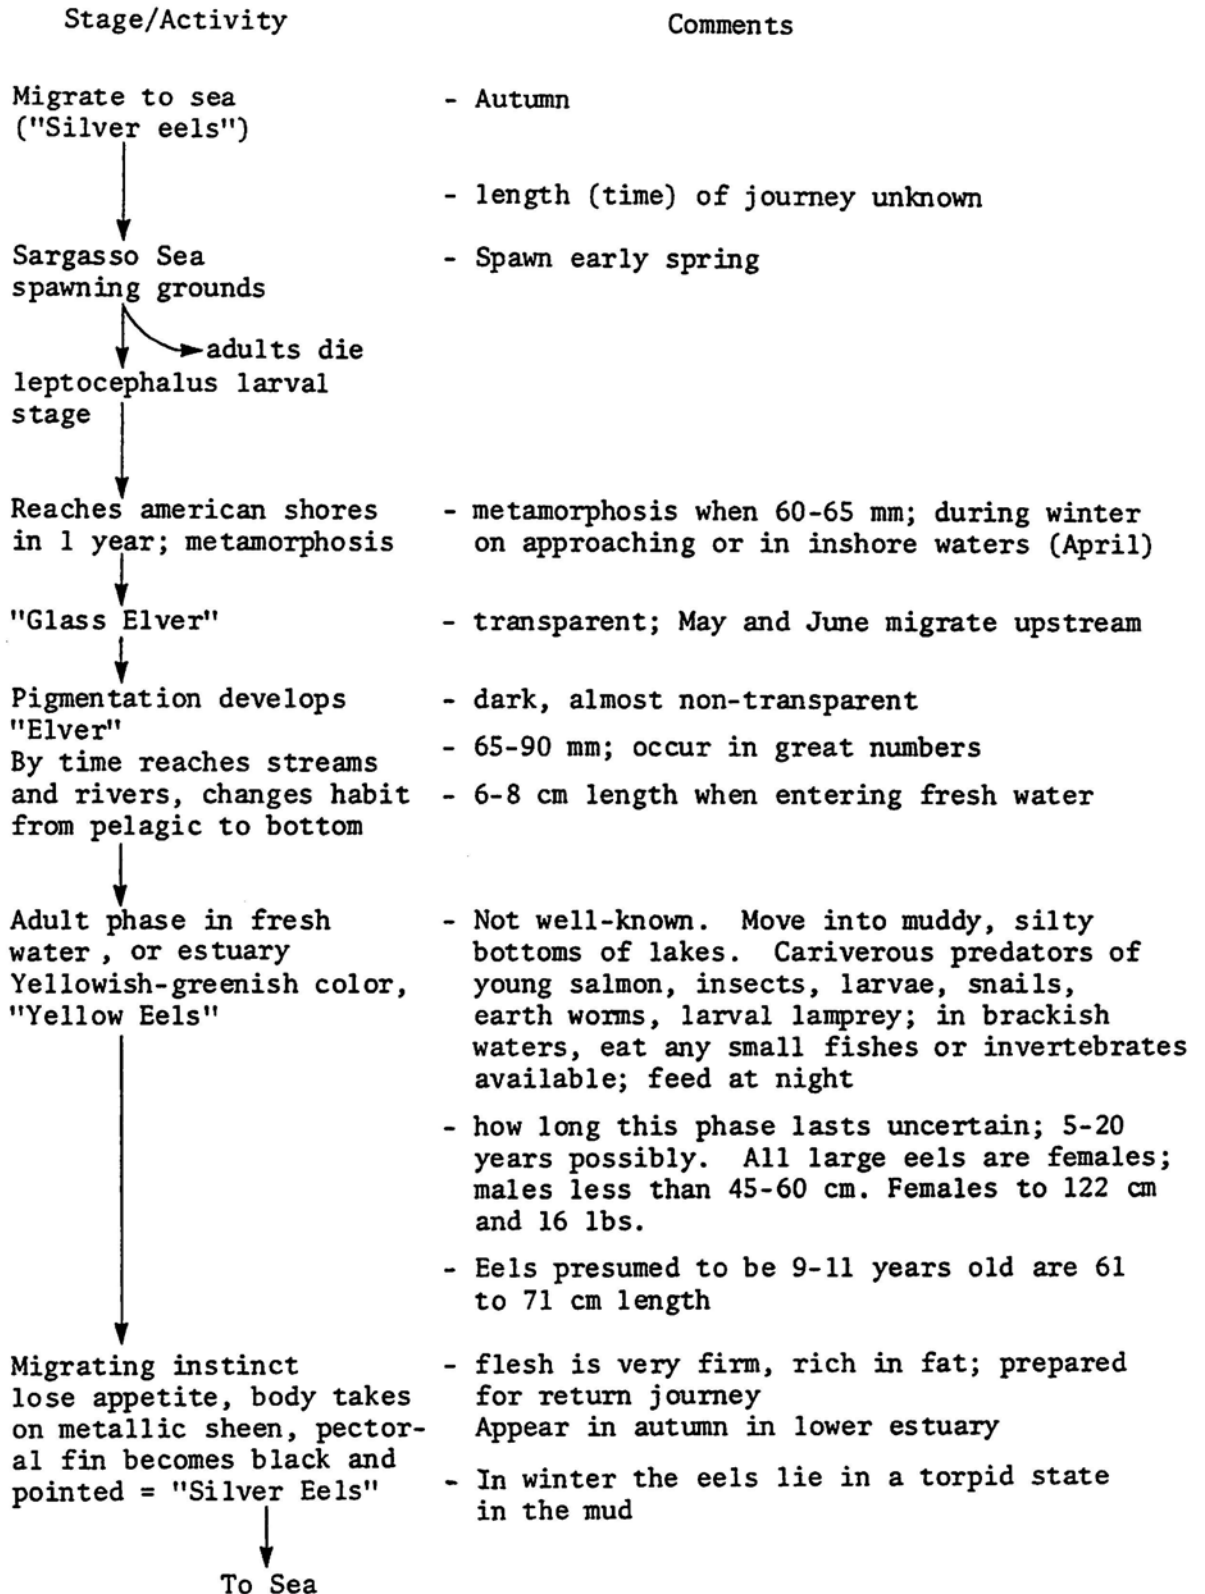 Stage/Activity
Comments
Migrate to sea
("Silver eels")
- Autumn
- length (time) of journey unknown
Sargasso Sea
spawning grounds
- Spawn early spring
adults die
leptocephalus larval
stage
Reaches american shores
in 1 year; metamorphosis
- metamorphosis when 60-65 mm; during winter
on approaching or in inshore waters (April)
"Glass Elver"
- transparent; May and June migrate upstream
Pigmentation develops
"Elver"
By time reaches streams
and rivers, changes habit
from pelagic to bottom
- dark, almost non-transparent
- 65-90 mm; occur in great numbers
- 6-8 cm length when entering fresh water
Adult phase in fresh
water , or estuary
Yellowish-greenish color,
"Yellow Eels"
- Not well-known. Move into muddy, silty
bottoms of lakes. Cariverous predators of
young salmon, insects, larvae, snails,
earth worms, larval lamprey; in brackish
waters, eat any small fishes or invertebrates
available; feed at night
- how long this phase lasts uncertain; 5-20
years possibly. All large eels are females;
males less than 45-60 cm. Females to 122 cm
and 16 lbs.
- Eels presumed to be 9-11 years old are 61
to 71 cm length
Migrating instinct
lose appetite, body takes
on metallic sheen, pector-
al fin becomes black and
pointed = "Silver Eels"
- flesh is very firm, rich in fat; prepared
for return journey
Appear in autumn in lower estuary
- In winter the eels lie in a torpid state
in the mud
To Sea